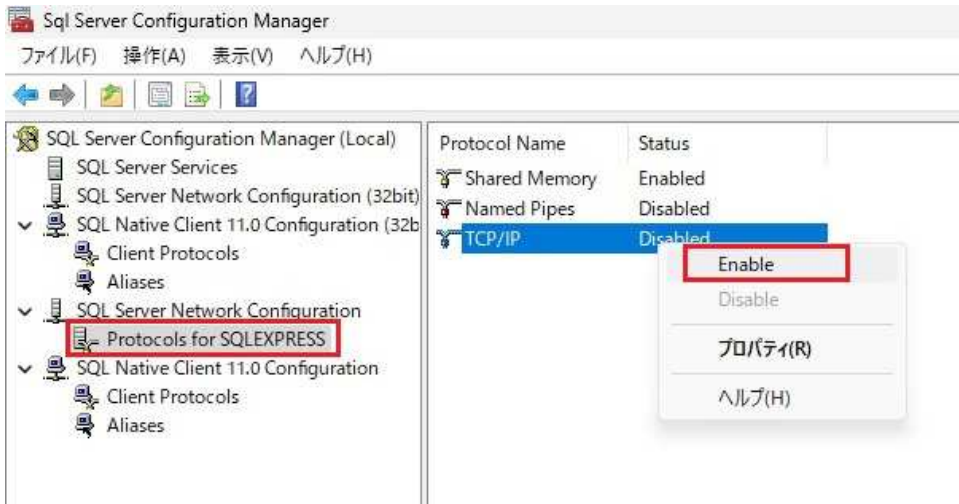 Sql Server Configuration Manager
ファイル(F) 操作(A) 表示(V) ヘルプ(H)
SQL Server Configuration Manager (Local)
SQL Server Services
SQL Server Network Configuration (32bit)
SQL Native Client 11.0 Configuration (32b
Client Protocols
Aliases
SQL Server Network Configuration
Protocols for SQLEXPRESS
SQL Native Client 11.0 Configuration
Client Protocols
Aliases
Protocol Name Status
Shared Memory Enabled
Named Pipes Disabled
TCP/IP Disabled
Enable
Disable
プロパティ(R)
ヘルプ(H)